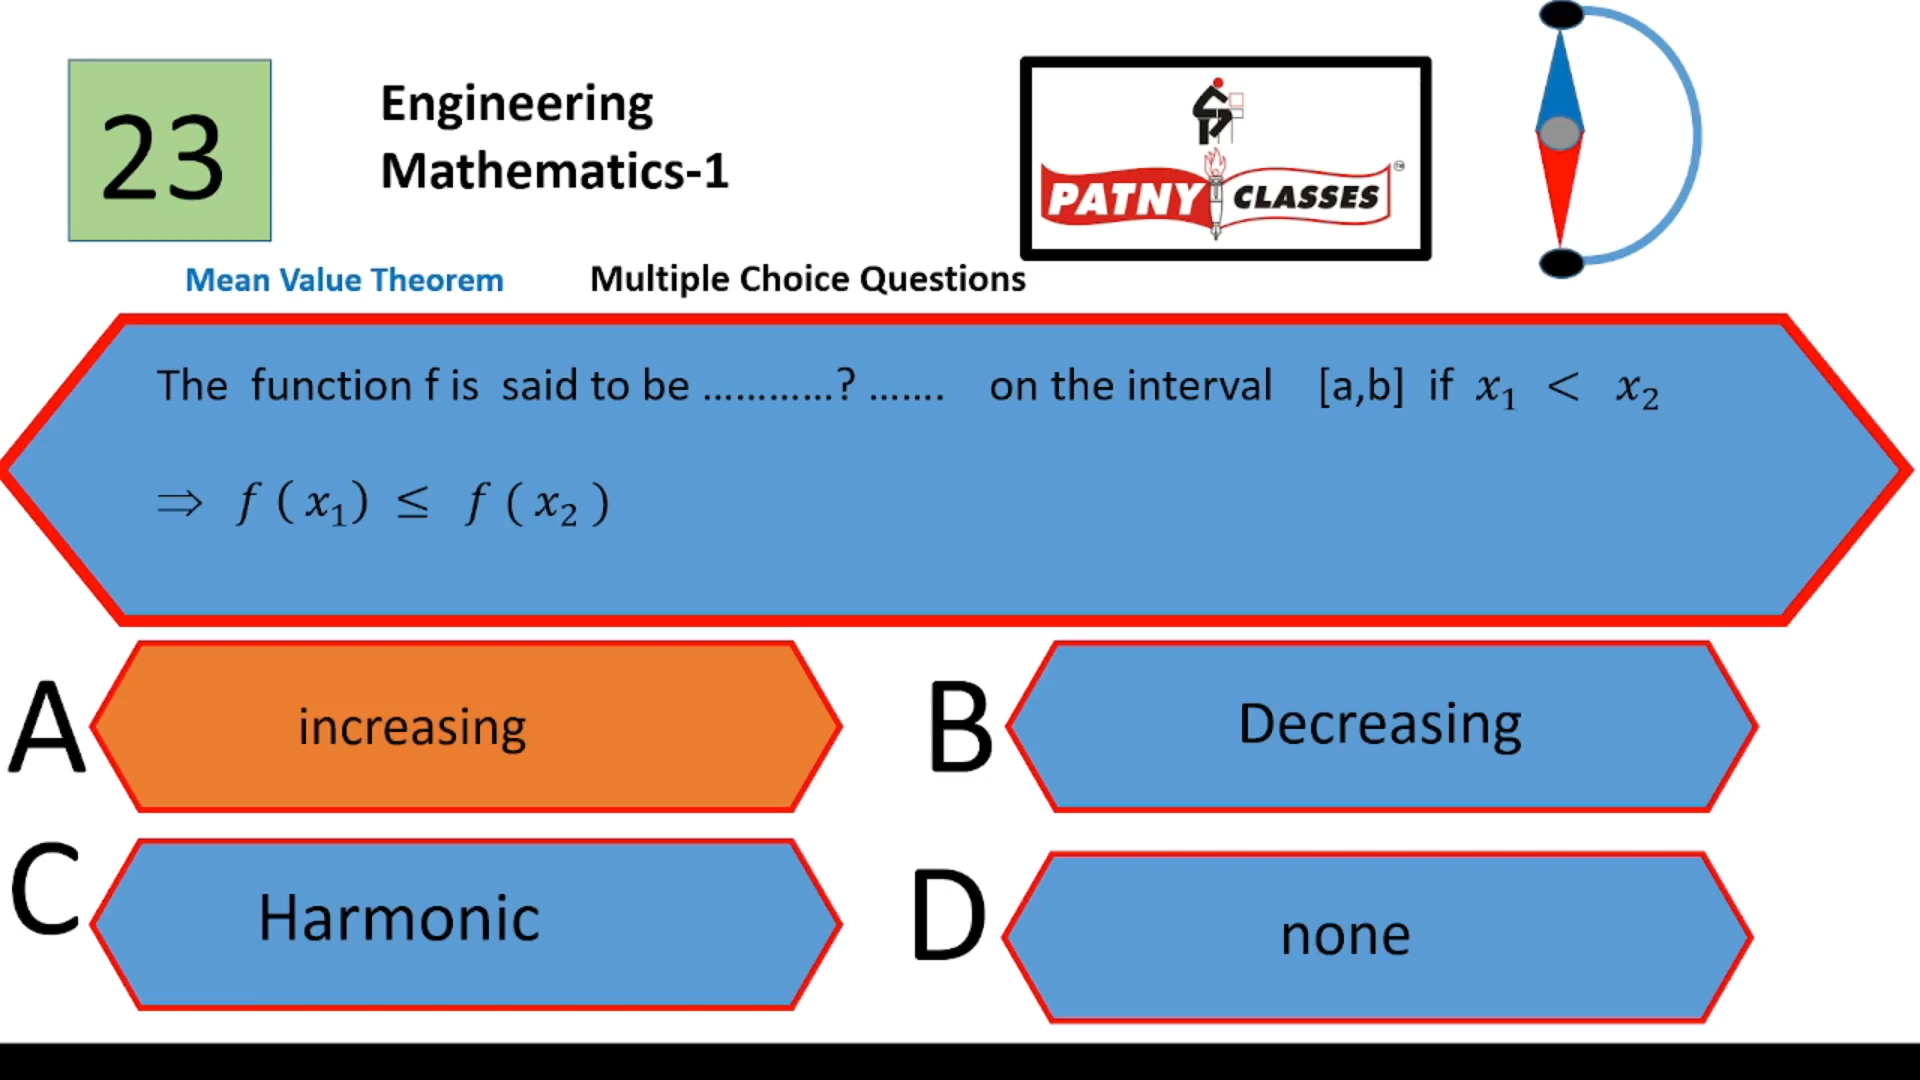 23
Engineering
Mathematics-1
PATNY CLASSES TM
Mean Value Theorem Multiple Choice Questions
The function f is said to be ............? ....... on the interval [a,b] if x₁ < x₂
⇒ f ( x₁) ≤ f ( x₂ )
A increasing
B Decreasing
C Harmonic
D none